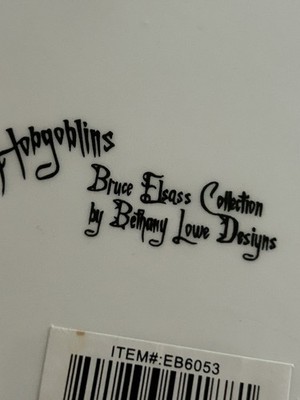 Hobgoblins
Bruce Elsass Collection
by Bethany Lowe Designs
ITEM#:EB6053